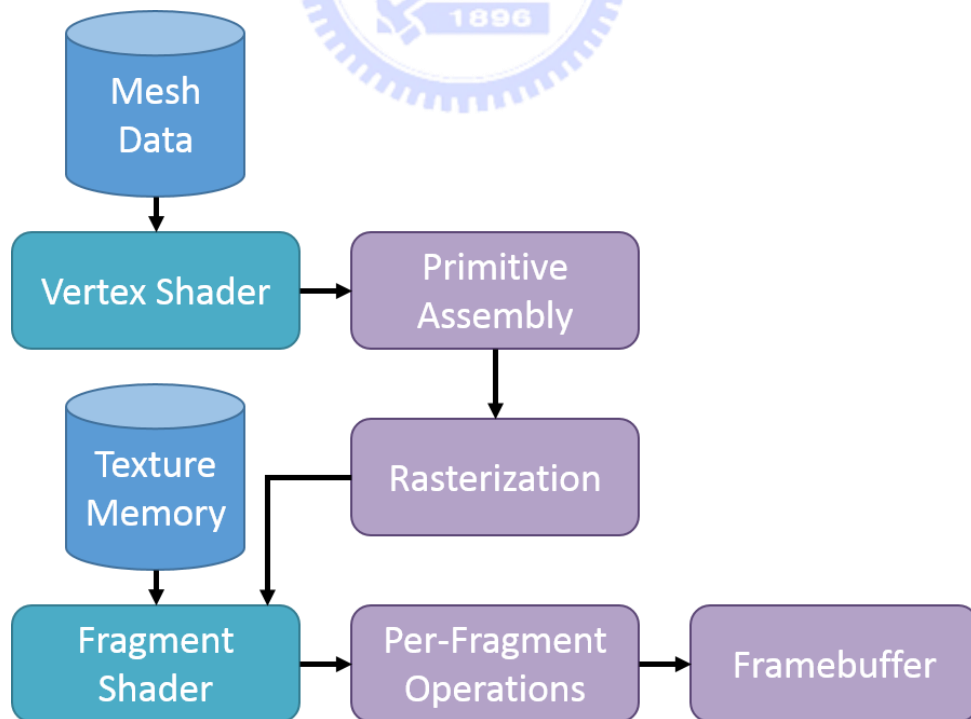 1896
Mesh
Data
Vertex Shader
Primitive
Assembly
Texture
Memory
Rasterization
Fragment
Shader
Per-Fragment
Operations
Framebuffer